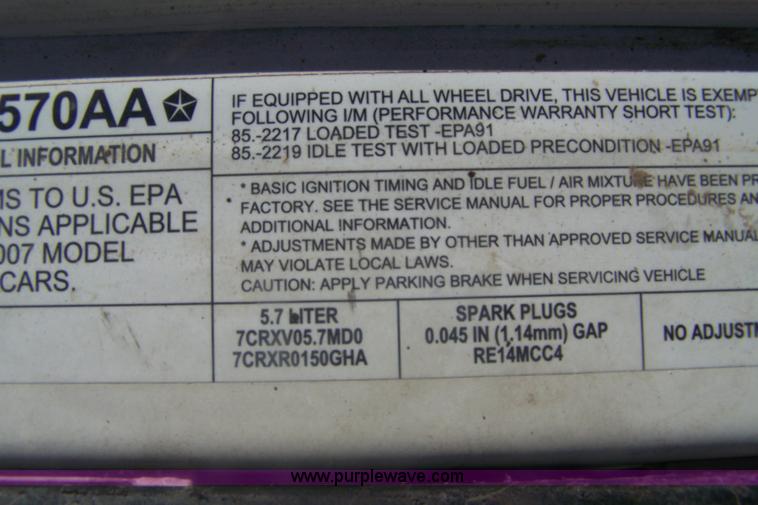 570AA
L INFORMATION
MS TO U.S. EPA
NS APPLICABLE
007 MODEL
CARS.
IF EQUIPPED WITH ALL WHEEL DRIVE, THIS VEHICLE IS EXEMP
FOLLOWING I/M (PERFORMANCE WARRANTY SHORT TEST):
85.-2217 LOADED TEST -EPA91
85.-2219 IDLE TEST WITH LOADED PRECONDITION -EPA91
* BASIC IGNITION TIMING AND IDLE FUEL / AIR MIXTURE HAVE BEEN PR
FACTORY. SEE THE SERVICE MANUAL FOR PROPER PROCEDURES AN
ADDITIONAL INFORMATION.
* ADJUSTMENTS MADE BY OTHER THAN APPROVED SERVICE MANUAL
MAY VIOLATE LOCAL LAWS.
CAUTION: APPLY PARKING BRAKE WHEN SERVICING VEHICLE
5.7 LITER
7CRXV05.7MD0
7CRXR0150GHA
SPARK PLUGS
0.045 IN (1.14mm) GAP
RE14MCC4
NO ADJUSTM
www.purplewave.com